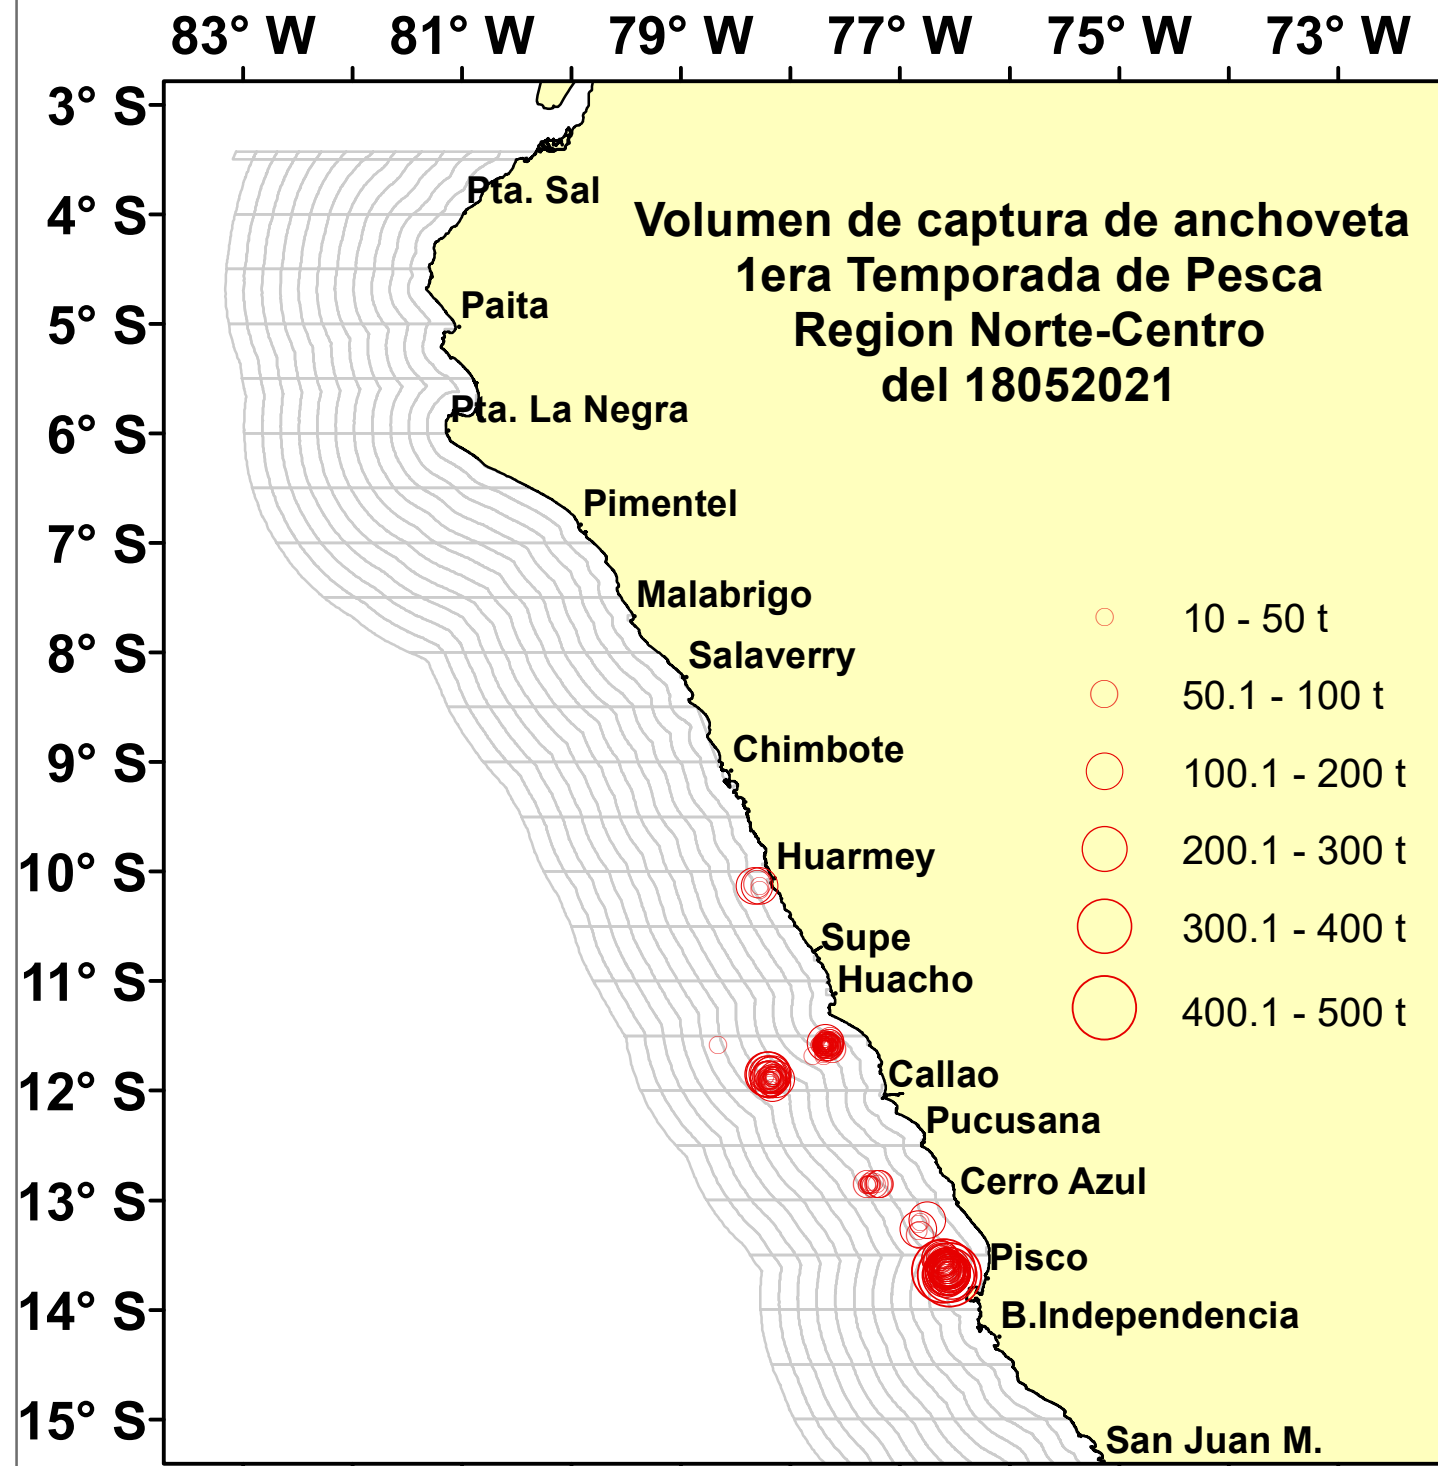 83° W 81° W 79° W 77° W 75° W 73° W
3° S
4° S
5° S
6° S
7° S
8° S
9° S
10° S
11° S
12° S
13° S
14° S
15° S
Volumen de captura de anchoveta
1era Temporada de Pesca
Region Norte-Centro
del 18052021
Pta. Sal
Paita
Pta. La Negra
Pimentel
Malabrigo
Salaverry
Chimbote
Huarmey
Supe
Huacho
Callao
Pucusana
Cerro Azul
Pisco
B.Independencia
San Juan M.
10 - 50 t
50.1 - 100 t
100.1 - 200 t
200.1 - 300 t
300.1 - 400 t
400.1 - 500 t